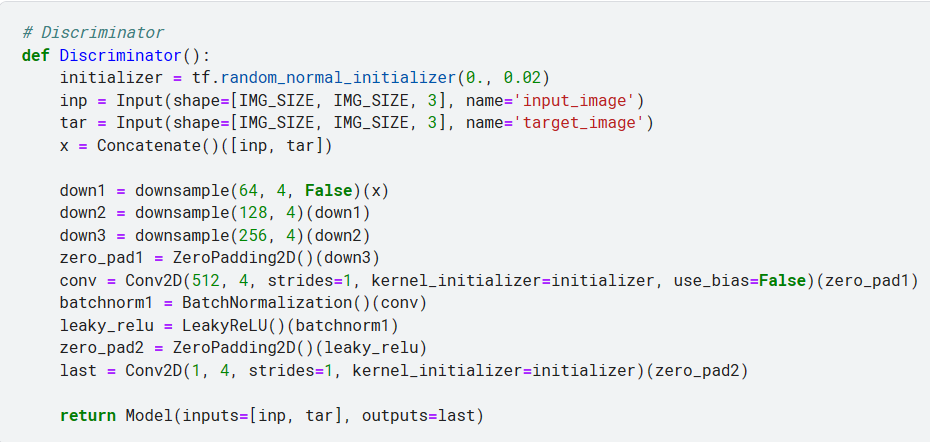 # Discriminator
def Discriminator():
    initializer = tf.random_normal_initializer(0., 0.02)
    inp = Input(shape=[IMG_SIZE, IMG_SIZE, 3], name='input_image')
    tar = Input(shape=[IMG_SIZE, IMG_SIZE, 3], name='target_image')
    x = Concatenate()([inp, tar])

    down1 = downsample(64, 4, False)(x)
    down2 = downsample(128, 4)(down1)
    down3 = downsample(256, 4)(down2)
    zero_pad1 = ZeroPadding2D()(down3)
    conv = Conv2D(512, 4, strides=1, kernel_initializer=initializer, use_bias=False)(zero_pad1)
    batchnorm1 = BatchNormalization()(conv)
    leaky_relu = LeakyReLU()(batchnorm1)
    zero_pad2 = ZeroPadding2D()(leaky_relu)
    last = Conv2D(1, 4, strides=1, kernel_initializer=initializer)(zero_pad2)

    return Model(inputs=[inp, tar], outputs=last)